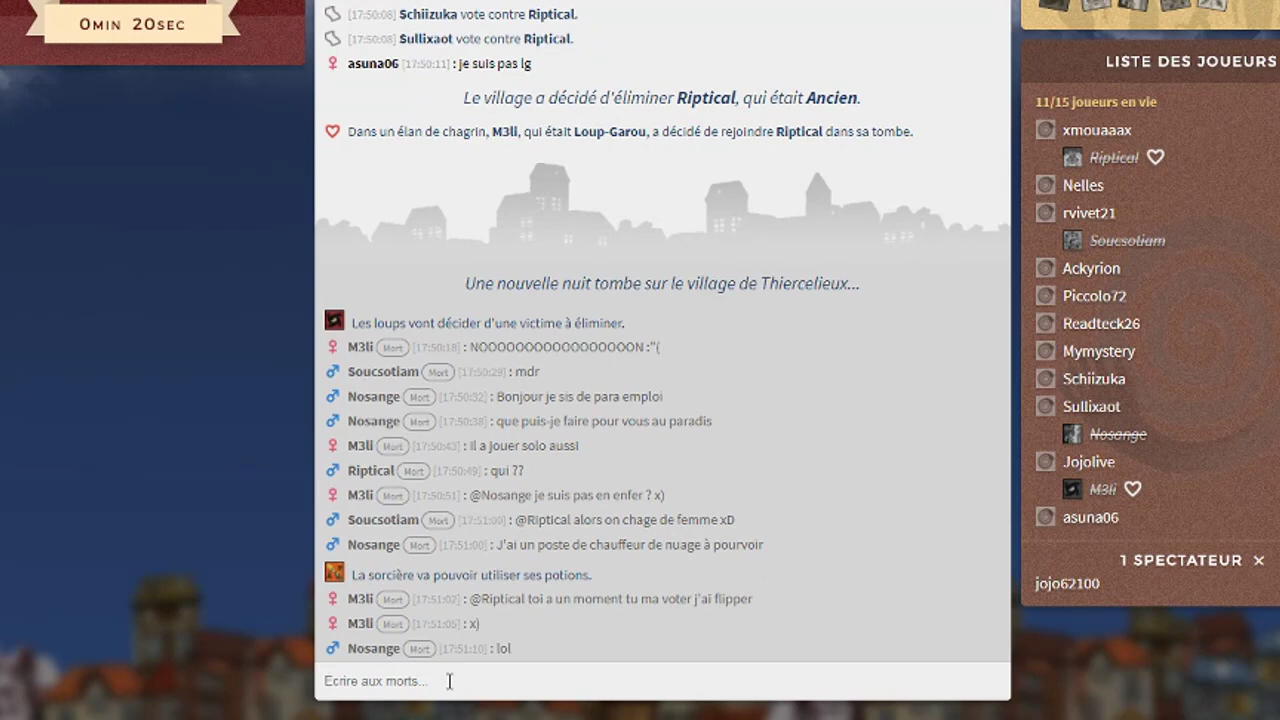 0MIN 20SEC
[17:50:08] Schiizuka vote contre Riptical.
[17:50:08] Sullixaot vote contre Riptical.
asuna06 [17:50:11] : je suis pas lg
Le village a décidé d'éliminer Riptical, qui était Ancien.
Dans un élan de chagrin, M3li, qui était Loup-Garou, a décidé de rejoindre Riptical dans sa tombe.
Une nouvelle nuit tombe sur le village de Thiercelieux...
Les loups vont décider d'une victime à éliminer.
M3li Mort [17:50:18] : NOOOOOOOOOOOOOOOOON :"(
Soucsotiam Mort [17:50:29] : mdr
Nosange Mort [17:50:32] : Bonjour je sis de para emploi
Nosange Mort [17:50:38] : que puis-je faire pour vous au paradis
M3li Mort [17:50:43] : il a jouer solo aussi
Riptical Mort [17:50:49] : qui ??
M3li Mort [17:50:51] : @Nosange je suis pas en enfer ? x)
Soucsotiam Mort [17:51:00] : @Riptical alors on chage de femme xD
Nosange Mort [17:51:00] : J'ai un poste de chauffeur de nuage à pourvoir
La sorcière va pouvoir utiliser ses potions.
M3li Mort [17:51:02] : @Riptical toi a un moment tu ma voter j'ai flipper
M3li Mort [17:51:05] : x)
Nosange Mort [17:51:10] : lol
Ecrire aux morts...
LISTE DES JOUEURS
11/15 joueurs en vie
xmouaaax
Riptical
Nelles
rvivet21
Soucsotiam
Ackyrion
Piccolo72
Readteck26
Mymystery
Schiizuka
Sullixaot
Nosange
Jojolive
M3li
asuna06
1 SPECTATEUR ×
jojo62100